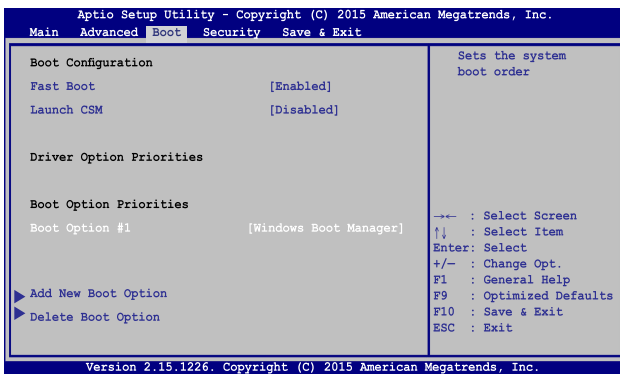 Aptio Setup Utility - Copyright (C) 2015 American Megatrends, Inc.
Main Advanced Boot Security Save & Exit
Boot Configuration
Fast Boot [Enabled]
Launch CSM [Disabled]
Driver Option Priorities
Boot Option Priorities
Boot Option #1 [Windows Boot Manager]
Add New Boot Option
Delete Boot Option
Sets the system
boot order
→← : Select Screen
↑↓ : Select Item
Enter: Select
+/— : Change Opt.
F1 : General Help
F9 : Optimized Defaults
F10 : Save & Exit
ESC : Exit
Version 2.15.1226. Copyright (C) 2015 American Megatrends, Inc.